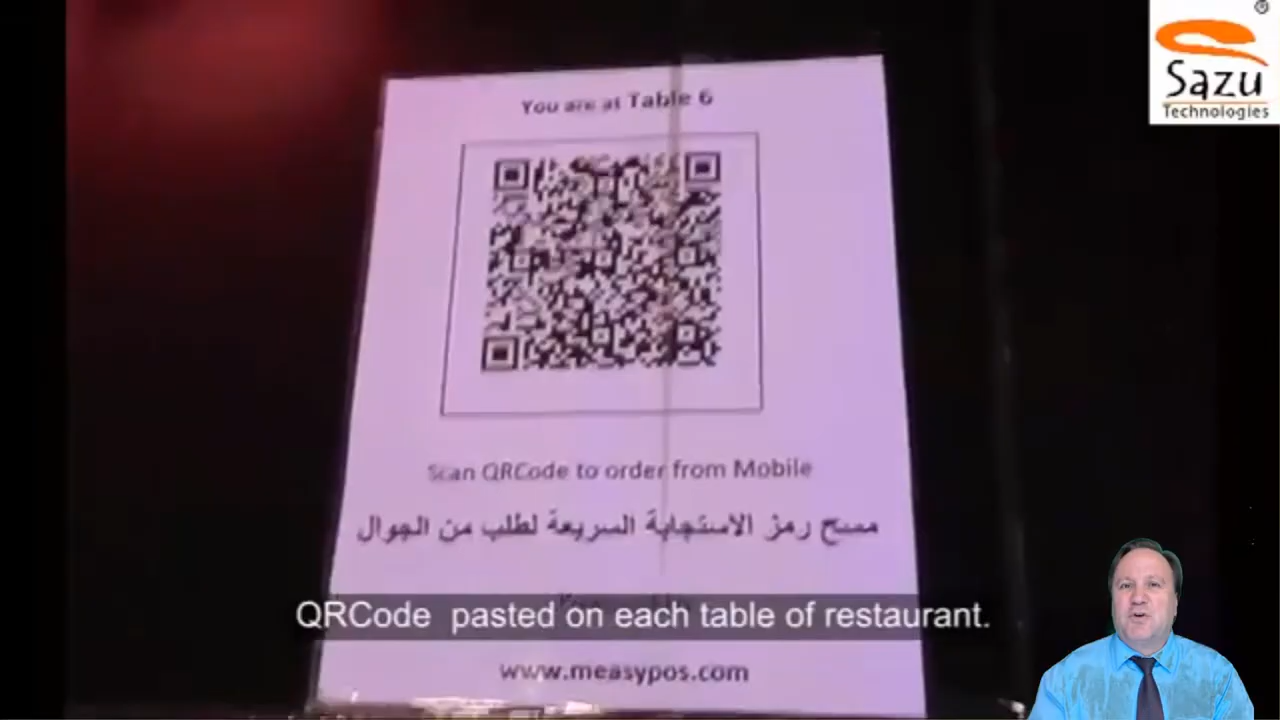 ®
Sazu
Technologies
You are at Table 6
Scan QRCode to order from Mobile
مسح رمز الاستجابة السريعة لطلب من الجوال
QRCode pasted on each table of restaurant.
www.measypos.com